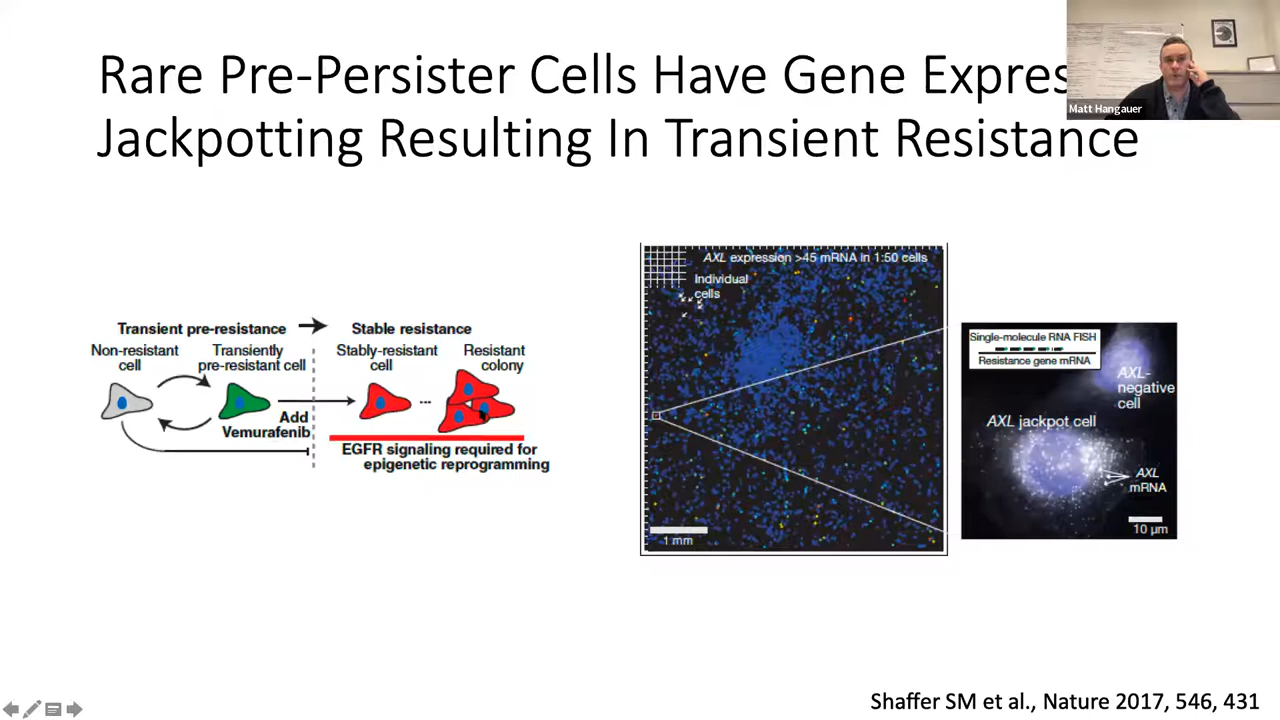 Rare Pre-Persister Cells Have Gene Expres
Jackpotting Resulting In Transient Resistance
Matt Hangauer
Transient pre-resistance
Stable resistance
Non-resistant
cell
Transiently
pre-resistant cell
Stably-resistant
cell
Resistant
colony
Add
Vemurafenib
EGFR signaling required for
epigenetic reprogramming
AXL expression >45 mRNA in 1:50 cells
Individual
cells
1 mm
Single-molecule RNA FISH
Resistance gene mRNA
AXL-
negative
cell
AXL jackpot cell
AXL
mRNA
10 µm
Shaffer SM et al., Nature 2017, 546, 431